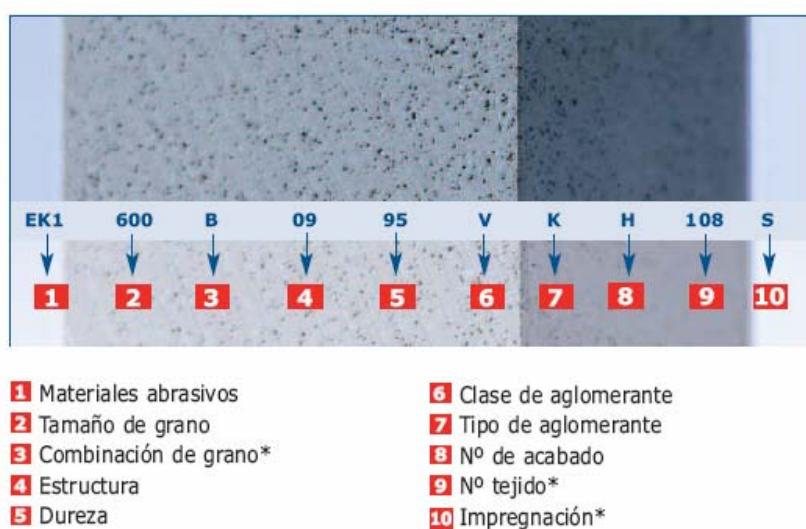 EK1 600 B 09 95 V K H 108 S
1 2 3 4 5 6 7 8 9 10
1 Materiales abrasivos
2 Tamaño de grano
3 Combinación de grano*
4 Estructura
5 Dureza
6 Clase de aglomerante
7 Tipo de aglomerante
8 Nº de acabado
9 Nº tejido*
10 Impregnación*